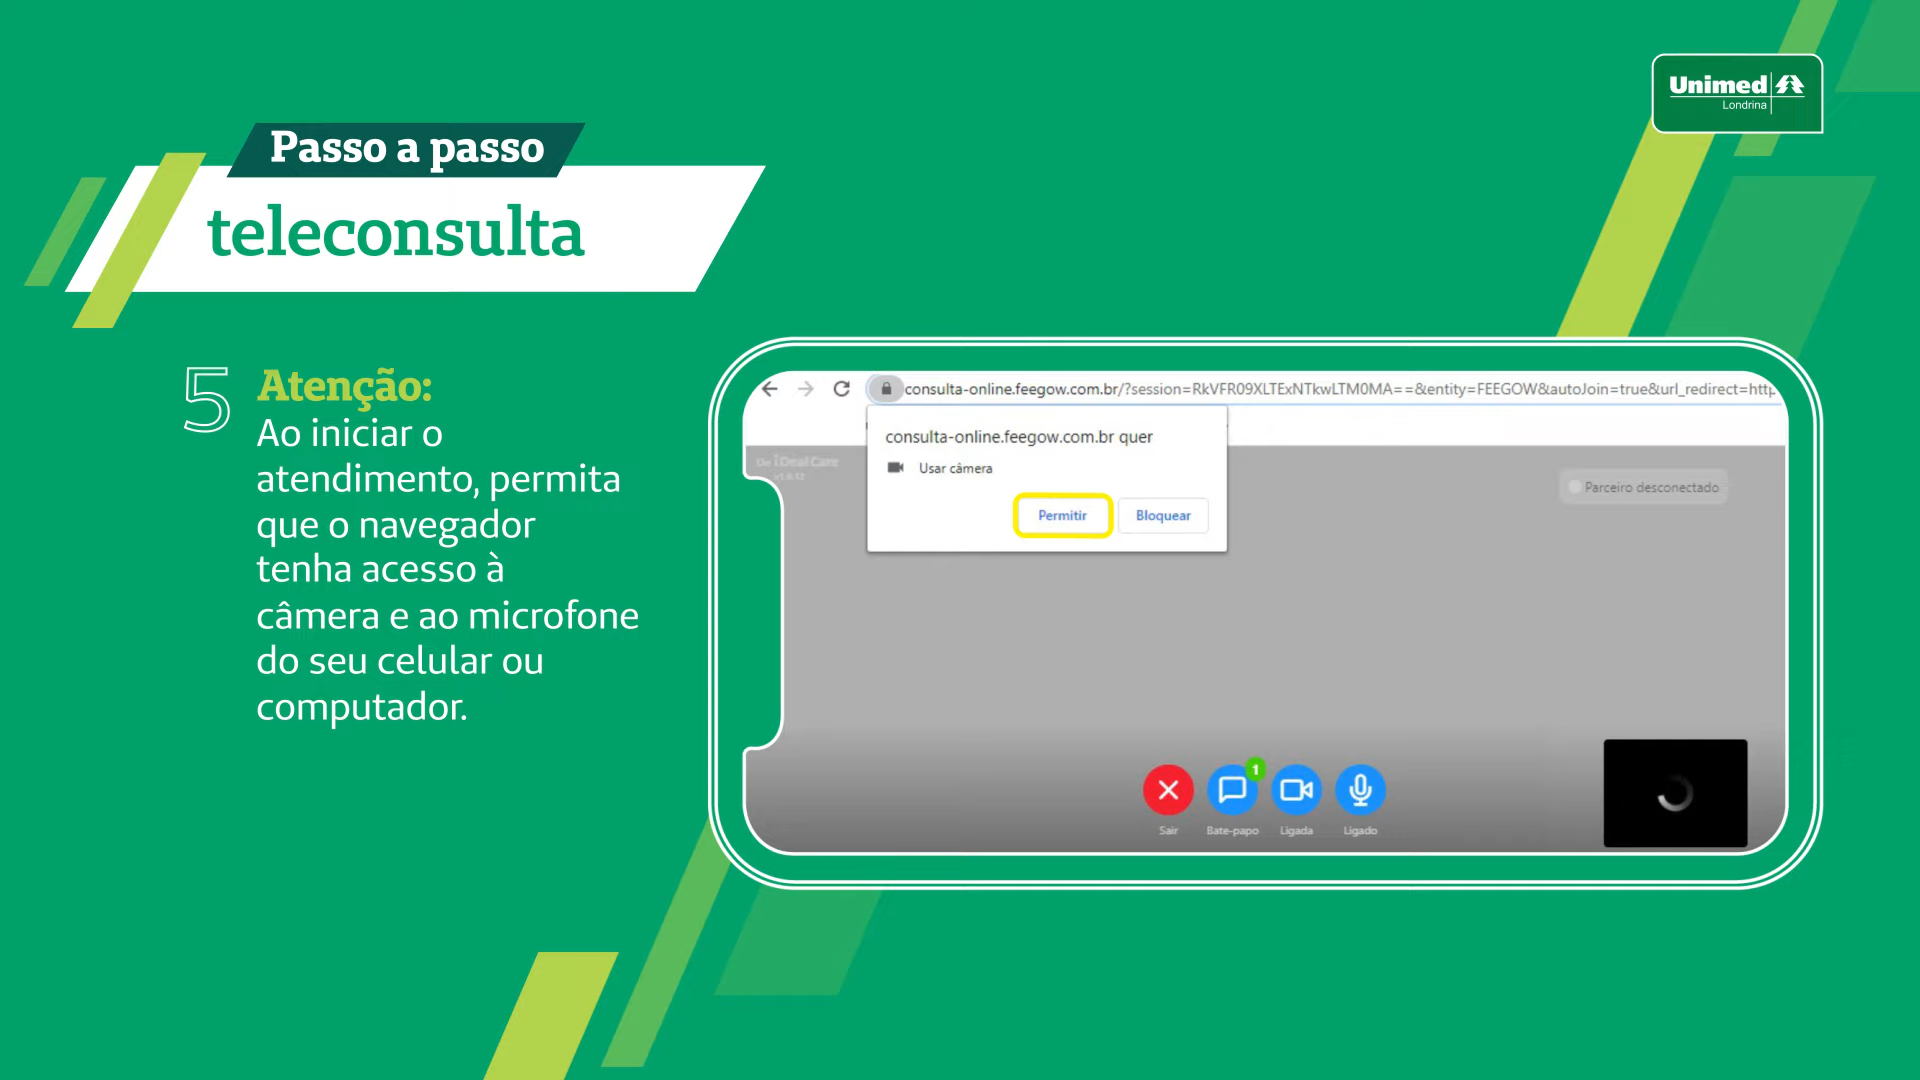 Unimed
Londrina
Passo a passo
teleconsulta
5
Atenção:
Ao iniciar o
atendimento, permita
que o navegador
tenha acesso à
câmera e ao microfone
do seu celular ou
computador.
consulta-online.feegow.com.br/?session=RkVFR09XLTExNTkwLTM0MA==&entity=FEEGOW&autoJoin=true&url_redirect=http
consulta-online.feegow.com.br quer
Usar câmera
Permitir Bloquear
Parceiro desconectado
1
Sair Bate-papo Ligada Ligado